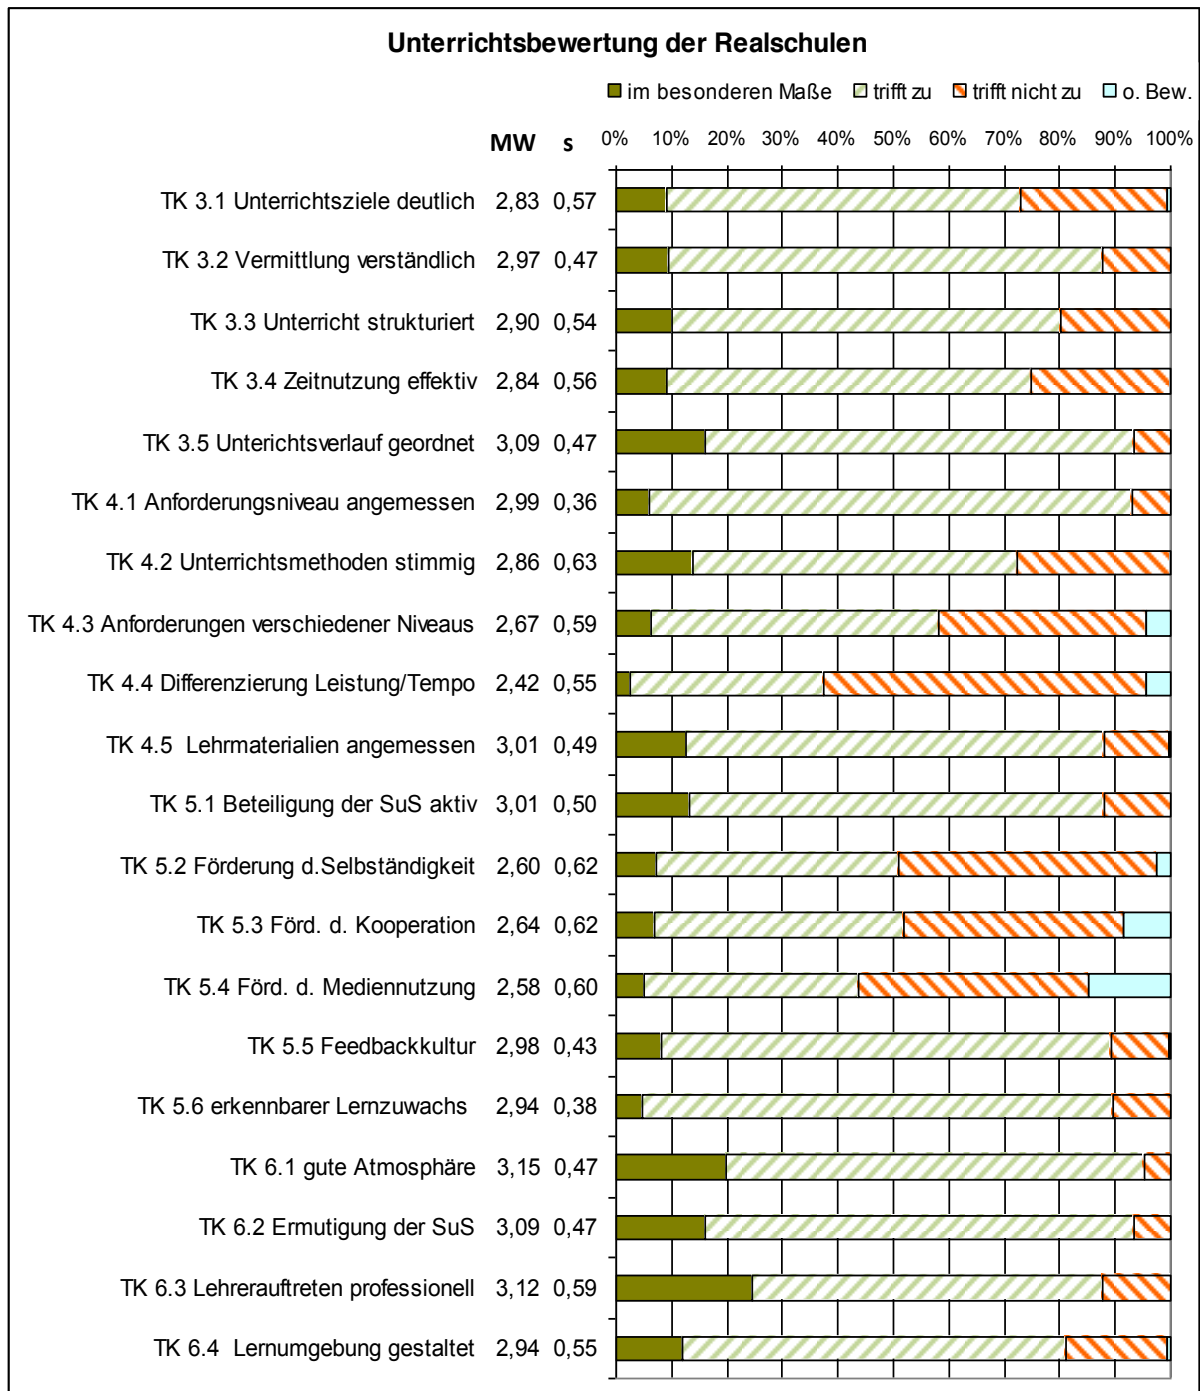 Unterrichtsbewertung der Realschulen
im besonderen Maße trifft zu trifft nicht zu o. Bew.
MW s 0% 10% 20% 30% 40% 50% 60% 70% 80% 90% 100%
TK 3.1 Unterrichtsziele deutlich 2,83 0,57
TK 3.2 Vermittlung verständlich 2,97 0,47
TK 3.3 Unterricht strukturiert 2,90 0,54
TK 3.4 Zeitnutzung effektiv 2,84 0,56
TK 3.5 Unterichtsverlauf geordnet 3,09 0,47
TK 4.1 Anforderungsniveau angemessen 2,99 0,36
TK 4.2 Unterrichtsmethoden stimmig 2,86 0,63
TK 4.3 Anforderungen verschiedener Niveaus 2,67 0,59
TK 4.4 Differenzierung Leistung/Tempo 2,42 0,55
TK 4.5 Lehrmaterialien angemessen 3,01 0,49
TK 5.1 Beteiligung der SuS aktiv 3,01 0,50
TK 5.2 Förderung d.Selbständigkeit 2,60 0,62
TK 5.3 Förd. d. Kooperation 2,64 0,62
TK 5.4 Förd. d. Mediennutzung 2,58 0,60
TK 5.5 Feedbackkultur 2,98 0,43
TK 5.6 erkennbarer Lernzuwachs 2,94 0,38
TK 6.1 gute Atmosphäre 3,15 0,47
TK 6.2 Ermutigung der SuS 3,09 0,47
TK 6.3 Lehrerauftreten professionell 3,12 0,59
TK 6.4 Lernumgebung gestaltet 2,94 0,55